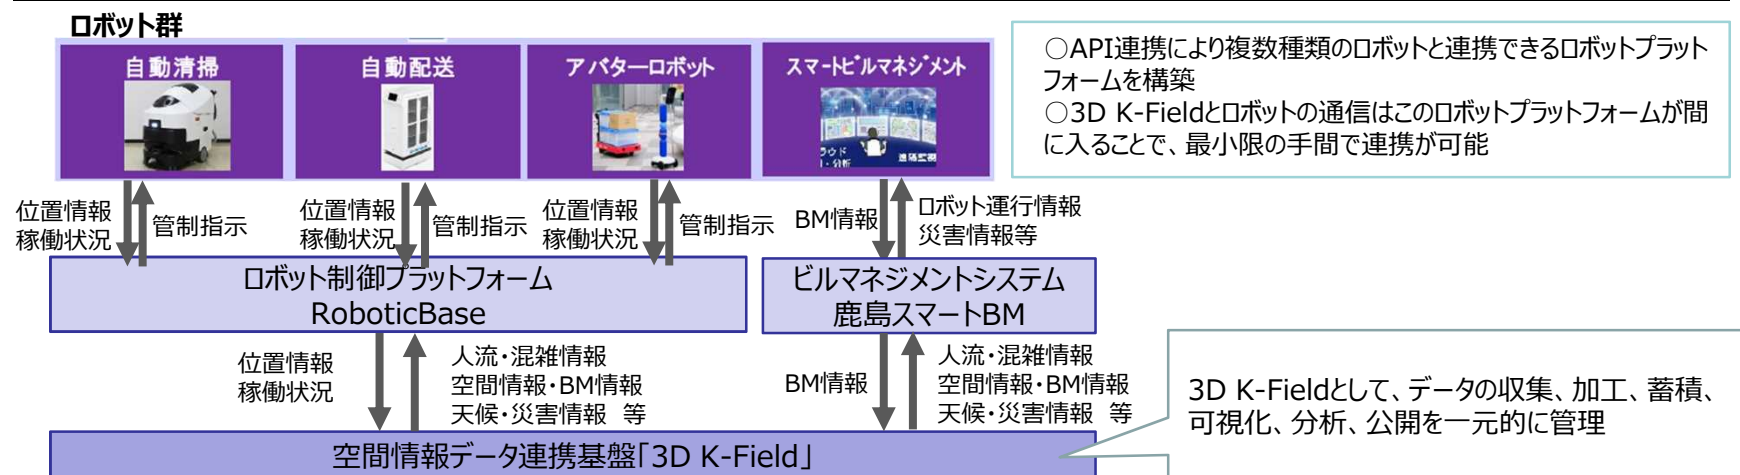 ロボット群
自動清掃
自動配送
アバターロボット
スマートビルマネジメント
ラウド
・分析
遠隔監視
○API連携により複数種類のロボットと連携できるロボットプラット
フォームを構築
○3D K-Fieldとロボットの通信はこのロボットプラットフォームが間
に入ることで、最小限の手間で連携が可能
位置情報
稼働状況
管制指示
位置情報
稼働状況
管制指示
位置情報
稼働状況
管制指示
BM情報
ロボット運行情報
災害情報等
ロボット制御プラットフォーム
RoboticBase
ビルマネジメントシステム
鹿島スマートBM
位置情報
稼働状況
人流・混雑情報
空間情報・BM情報
天候・災害情報 等
BM情報
人流・混雑情報
空間情報・BM情報
天候・災害情報 等
3D K-Fieldとして、データの収集、加工、蓄積、
可視化、分析、公開を一元的に管理
空間情報データ連携基盤「3D K-Field」